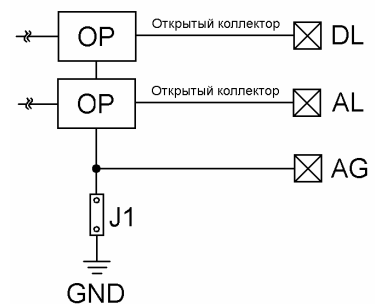 OP Открытый коллектор DL
OP Открытый коллектор AL
AG
J1
GND